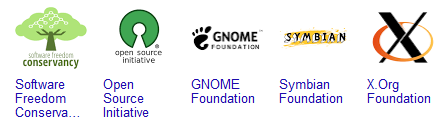 software freedom
conservancy
open source
initiative
GNOME
FOUNDATION
SYMBIAN
X
Software
Freedom
Conserva...
Open
Source
Initiative
GNOME
Foundation
Symbian
Foundation
X.Org
Foundation